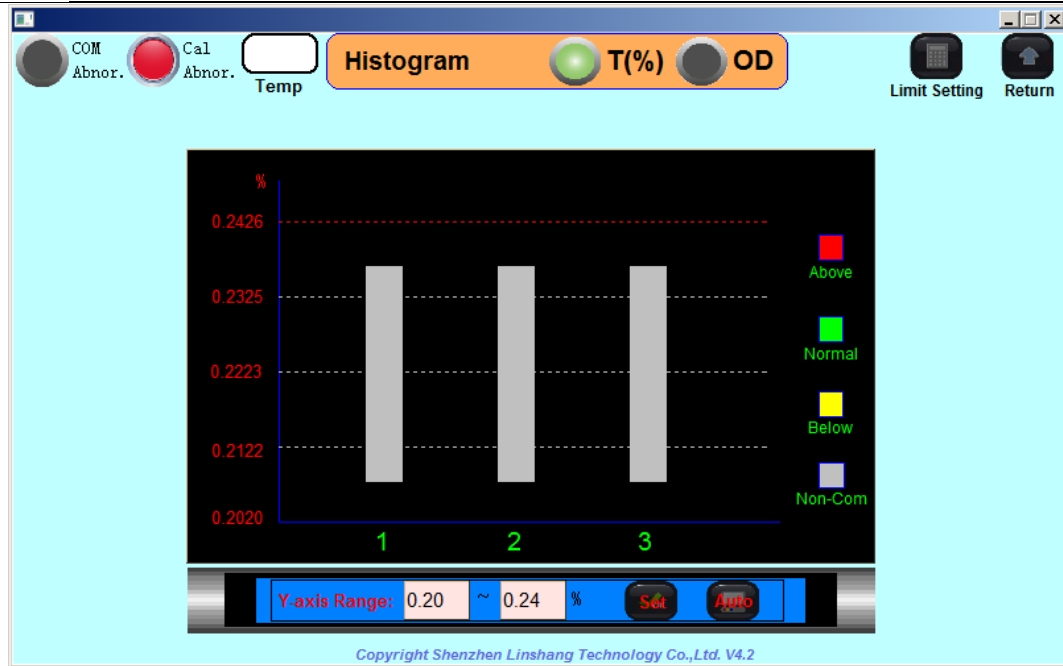 COM
Abnor.
Cal
Abnor.
Temp
Histogram
T(%)
OD
Limit Setting
Return
%
0.2426
0.2325
0.2223
0.2122
0.2020
1 2 3
Above
Normal
Below
Non-Com
Y-axis Range: 0.20 ~ 0.24 % Set Auto
Copyright Shenzhen Linshang Technology Co.,Ltd. V4.2